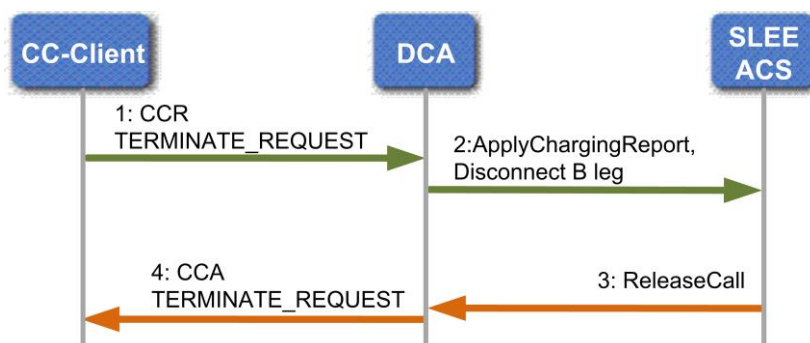 CC-Client
DCA
SLEE
ACS
1: CCR
TERMINATE_REQUEST
2:ApplyChargingReport,
Disconnect B leg
3: ReleaseCall
4: CCA
TERMINATE_REQUEST